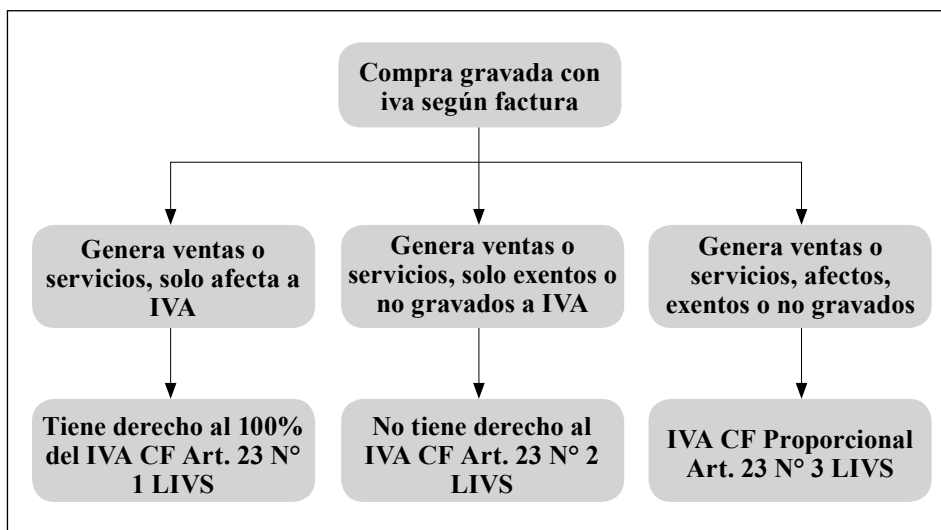 Compra gravada con
iva según factura
Genera ventas o
servicios, solo afecta a
IVA
Genera ventas o
servicios, solo exentos o
no gravados a IVA
Genera ventas o
servicios, afectos,
exentos o no gravados
Tiene derecho al 100%
del IVA CF Art. 23 N°
1 LIVS
No tiene derecho al
IVA CF Art. 23 N° 2
LIVS
IVA CF Proporcional
Art. 23 N° 3 LIVS